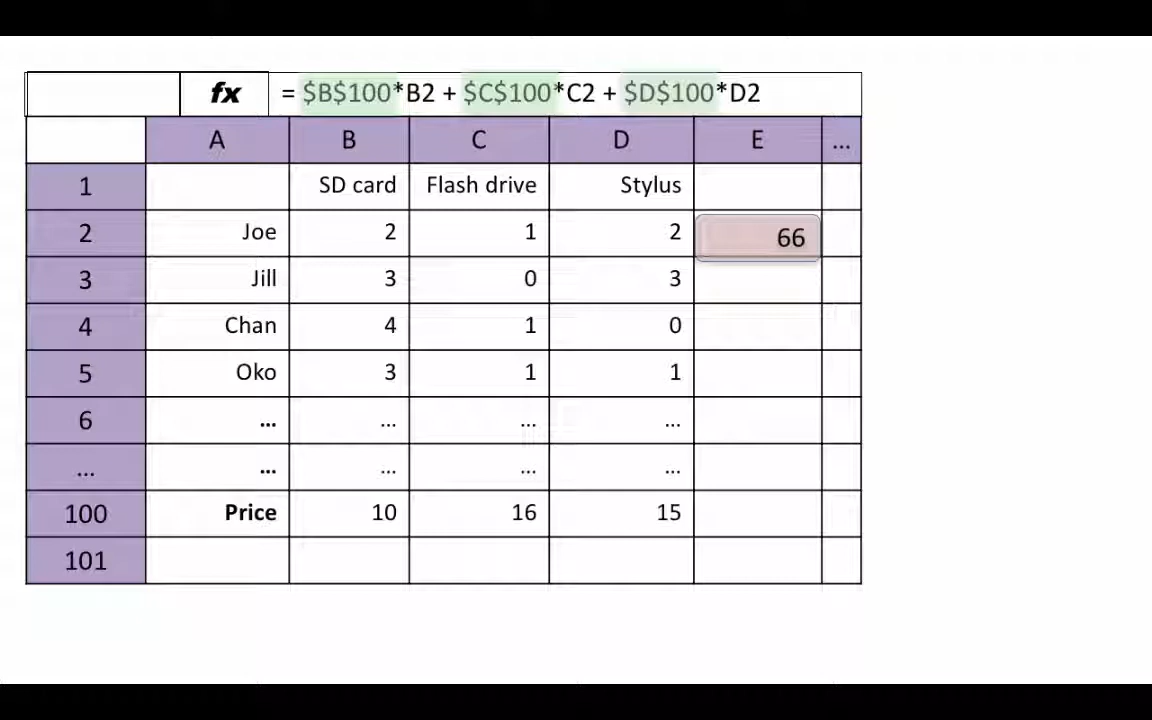 fx = $B$100*B2 + $C$100*C2 + $D$100*D2
A B C D E ...
1 SD card Flash drive Stylus
2 Joe 2 1 2 66
3 Jill 3 0 3
4 Chan 4 1 0
5 Oko 3 1 1
6 ... ... ... ...
... ... ... ... ...
100 Price 10 16 15
101